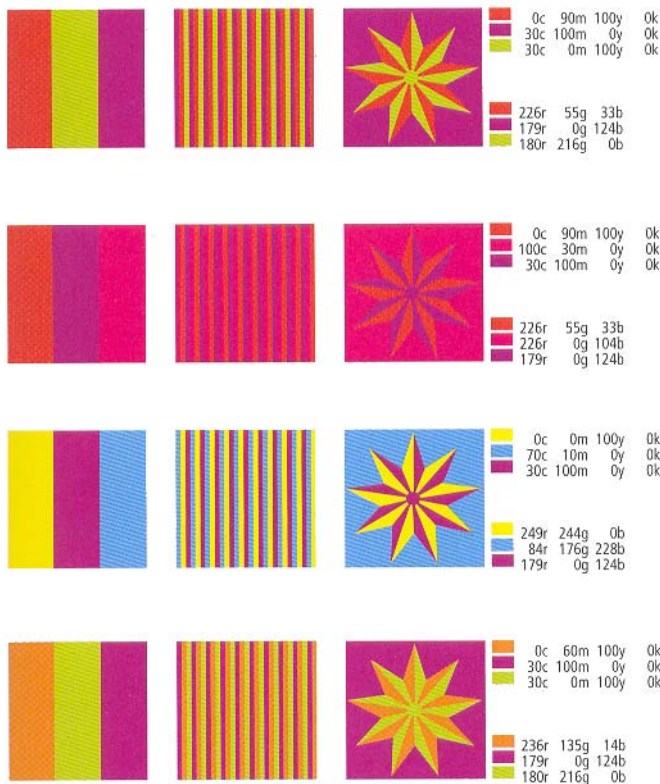 0c 90m 100y 0k
30c 100m 0y 0k
30c 0m 100y 0k
226r 55g 33b
179r 0g 124b
180r 216g 0b
0c 90m 100y 0k
100c 30m 0y 0k
30c 100m 0y 0k
226r 55g 33b
226r 0g 104b
179r 0g 124b
0c 0m 100y 0k
70c 10m 0y 0k
30c 100m 0y 0k
249r 244g 0b
84r 176g 228b
179r 0g 124b
0c 60m 100y 0k
30c 100m 0y 0k
30c 0m 100y 0k
236r 135g 14b
179r 0g 124b
180r 216g 0b